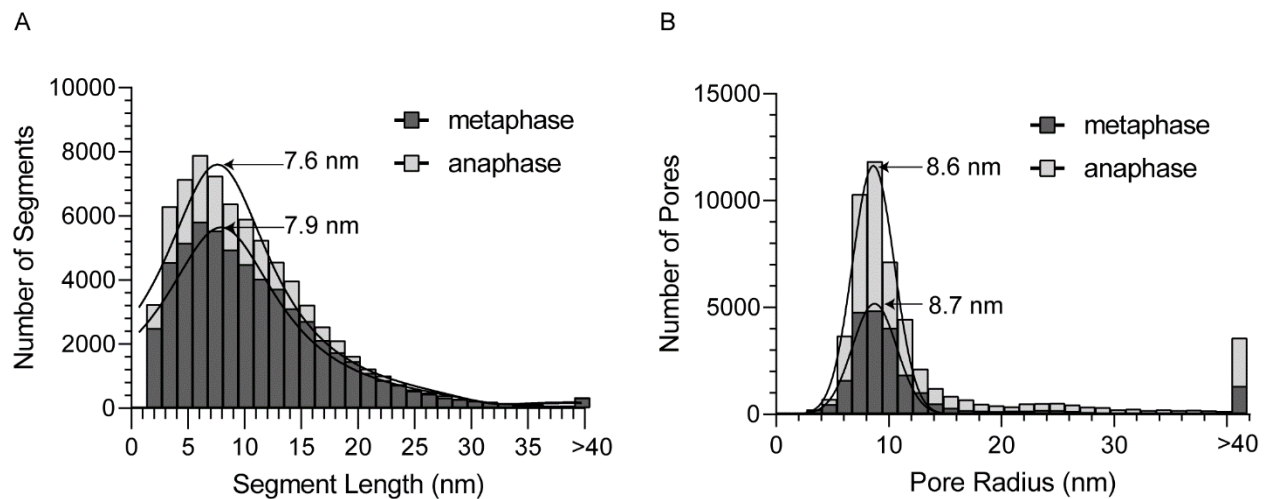 A
Number of Segments
10000
8000
6000
4000
2000
0
metaphase
anaphase
7.6 nm
7.9 nm
0 5 10 15 20 25 30 35 >40
Segment Length (nm)
B
Number of Pores
15000
10000
5000
0
metaphase
anaphase
8.6 nm
8.7 nm
0 10 20 30 >40
Pore Radius (nm)